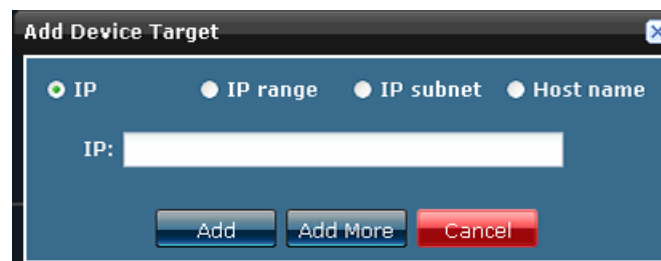 Add Device Target
IP IP range IP subnet Host name
IP:
Add Add More Cancel